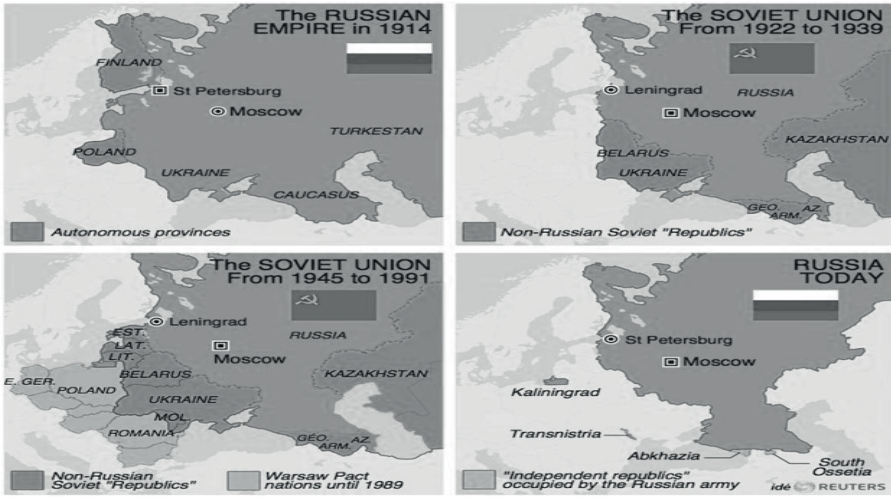 The RUSSIAN
EMPIRE in 1914
FINLAND
St Petersburg
Moscow
TURKESTAN
POLAND
UKRAINE
CAUCASUS
Autonomous provinces
The SOVIET UNION
From 1922 to 1939
Leningrad
RUSSIA
Moscow
KAZAKHSTAN
BELARUS
UKRAINE
GEO.
AZ.
ARM.
Non-Russian Soviet "Republics"
The SOVIET UNION
From 1945 to 1991
Leningrad
EST.
RUSSIA
LAT.
LIT.
Moscow
E. GER.
BELARUS
KAZAKHSTAN
POLAND
UKRAINE
MOL.
ROMANIA
GÉO.
AZ.
ARM.
Non-Russian
Soviet "Republics"
Warsaw Pact
nations until 1989
RUSSIA
TODAY
St Petersburg
Moscow
Kaliningrad
Transnistria
Abkhazia
South
Ossetia
"Independent republics"
occupied by the Russian army
idé REUTERS